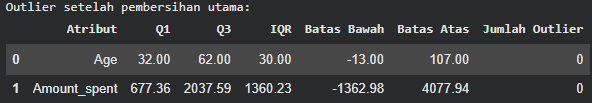 Outlier setelah pembersihan utama:
Atribut Q1 Q3 IQR Batas Bawah Batas Atas Jumlah Outlier
0 Age 32.00 62.00 30.00 -13.00 107.00 0
1 Amount_spent 677.36 2037.59 1360.23 -1362.98 4077.94 0